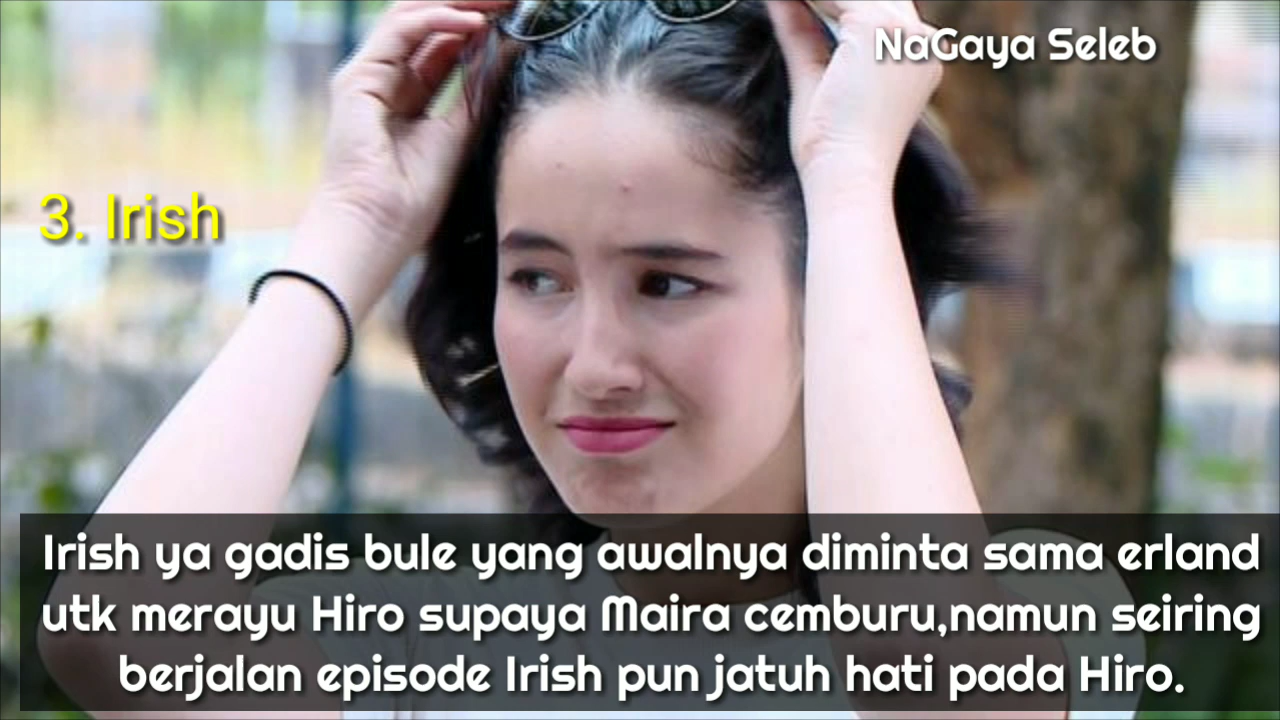 NaGaya Seleb
3. Irish
Irish ya gadis bule yang awalnya diminta sama erland
utk merayu Hiro supaya Maira cemburu,namun seiring
berjalan episode Irish pun jatuh hati pada Hiro.